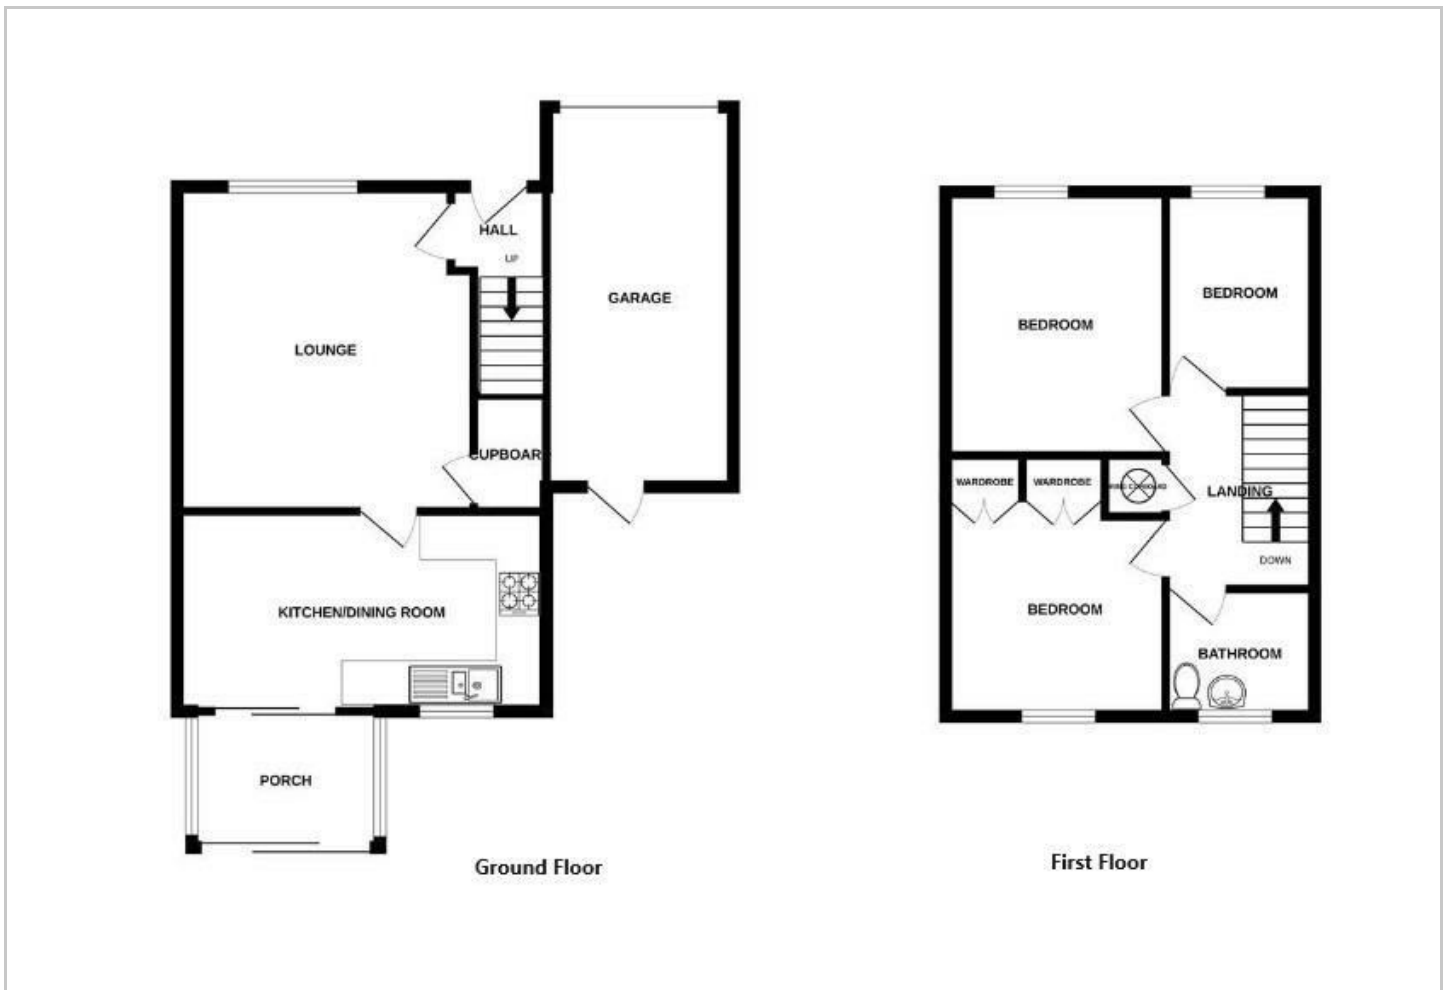 HALL
UP
GARAGE
LOUNGE
CUPBOAR
KITCHEN/DINING ROOM
PORCH
Ground Floor
BEDROOM
BEDROOM
WARDROBE
WARDROBE
LANDING
DOWN
BEDROOM
BATHROOM
First Floor